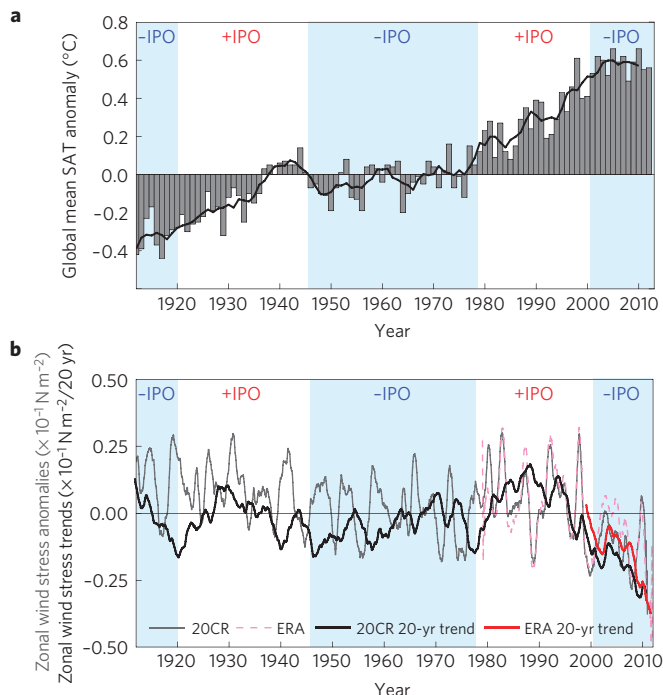 a
–IPO +IPO –IPO +IPO –IPO
Global mean SAT anomaly (°C)
0.8
0.6
0.4
0.2
0.0
−0.2
−0.4
1920 1930 1940 1950 1960 1970 1980 1990 2000 2010
Year
b
–IPO +IPO –IPO +IPO –IPO
Zonal wind stress anomalies (× 10⁻¹ N m⁻²)
Zonal wind stress trends (× 10⁻¹ N m⁻²/20 yr)
0.50
0.25
0.00
−0.25
−0.50
20CR ERA 20CR 20-yr trend ERA 20-yr trend
1920 1930 1940 1950 1960 1970 1980 1990 2000 2010
Year